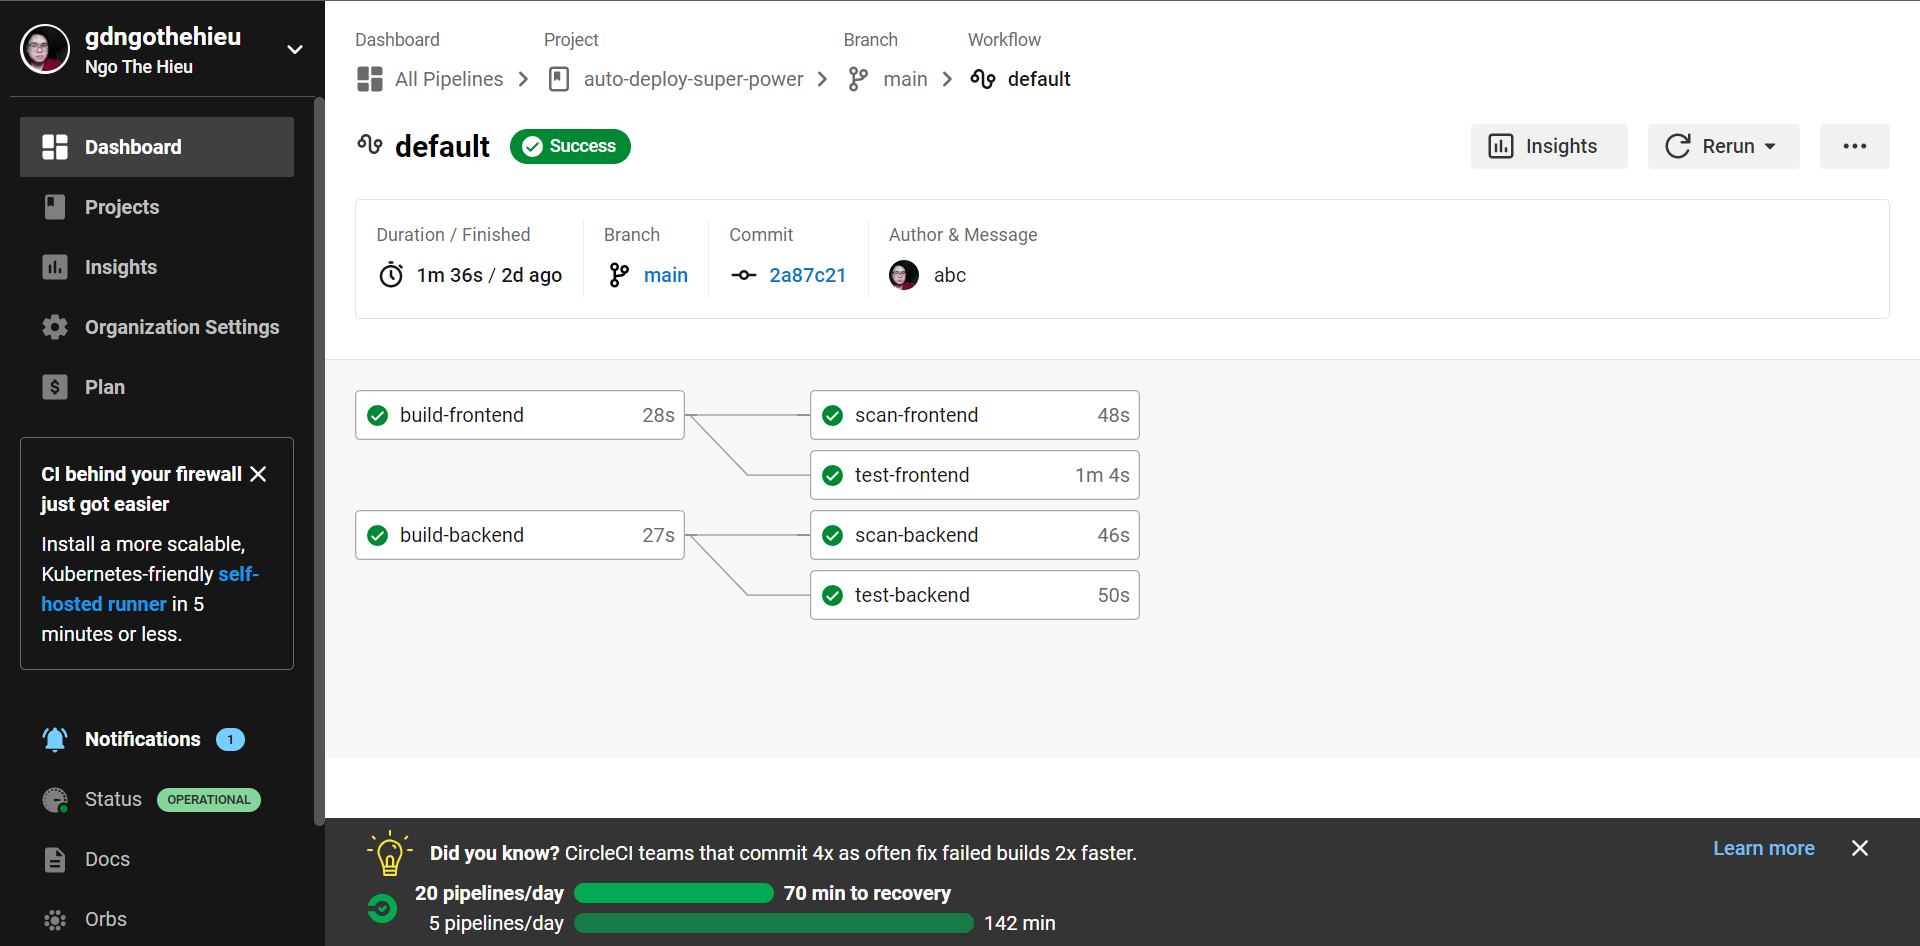 gdngothehieu
Ngo The Hieu
Dashboard
Projects
Insights
Organization Settings
$ Plan
CI behind your firewall
just got easier
Install a more scalable,
Kubernetes-friendly self-
hosted runner in 5
minutes or less.
Notifications 1
Status OPERATIONAL
Docs
Orbs
Dashboard Project Branch Workflow
All Pipelines auto-deploy-super-power main default
default Success Insights Rerun
Duration / Finished Branch Commit Author & Message
1m 36s / 2d ago main 2a87c21 abc
build-frontend 28s scan-frontend 48s
test-frontend 1m 4s
build-backend 27s scan-backend 46s
test-backend 50s
Did you know? CircleCI teams that commit 4x as often fix failed builds 2x faster. Learn more
20 pipelines/day 70 min to recovery
5 pipelines/day 142 min